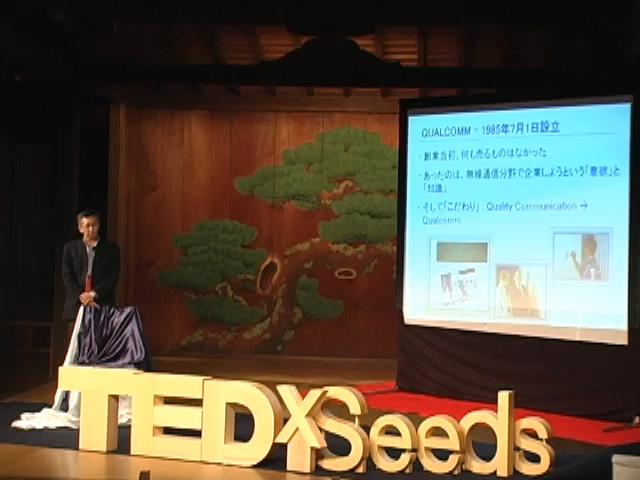 QUALCOMM - 1985年7月1日設立
・創業当初、何も売るものはなかった
・あったのは、無線通信分野で企業しようという「意欲」と
「知識」
・そして「こだわり」: Quality Communication →
Qualcomm
TEDxSeeds